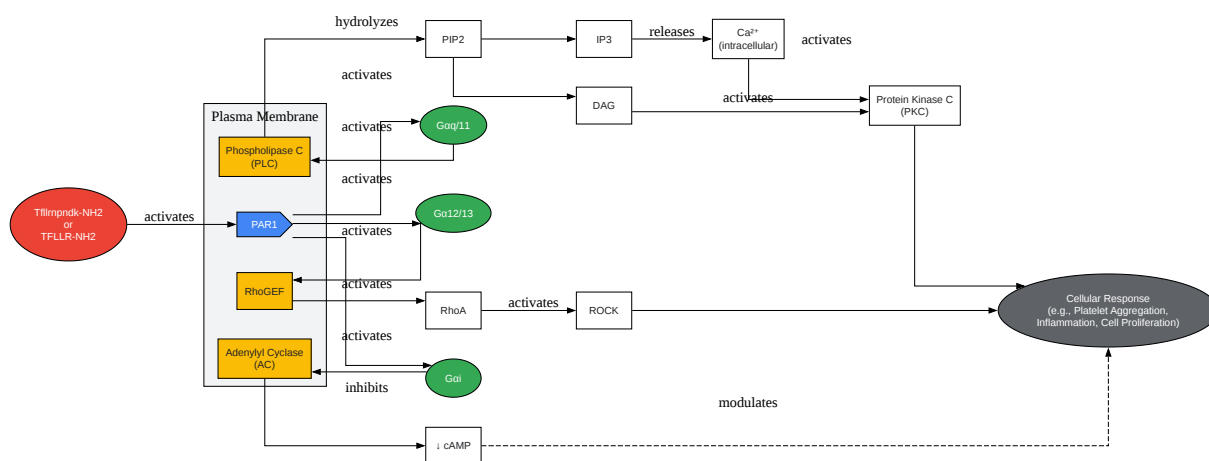 hydrolyzes
PIP2
IP3
releases
Ca²⁺
(intracellular)
activates
activates
DAG
activates
Protein Kinase C
(PKC)
Plasma Membrane
activates
Gαq/11
Phospholipase C
(PLC)
activates
Tfllrnpndk-NH2
or
TFLLR-NH2
activates
PAR1
Gα12/13
activates
RhoGEF
activates
RhoA
activates
ROCK
Cellular Response
(e.g., Platelet Aggregation,
Inflammation, Cell Proliferation)
activates
Adenylyl Cyclase
(AC)
Gαi
inhibits
modulates
↓ cAMP